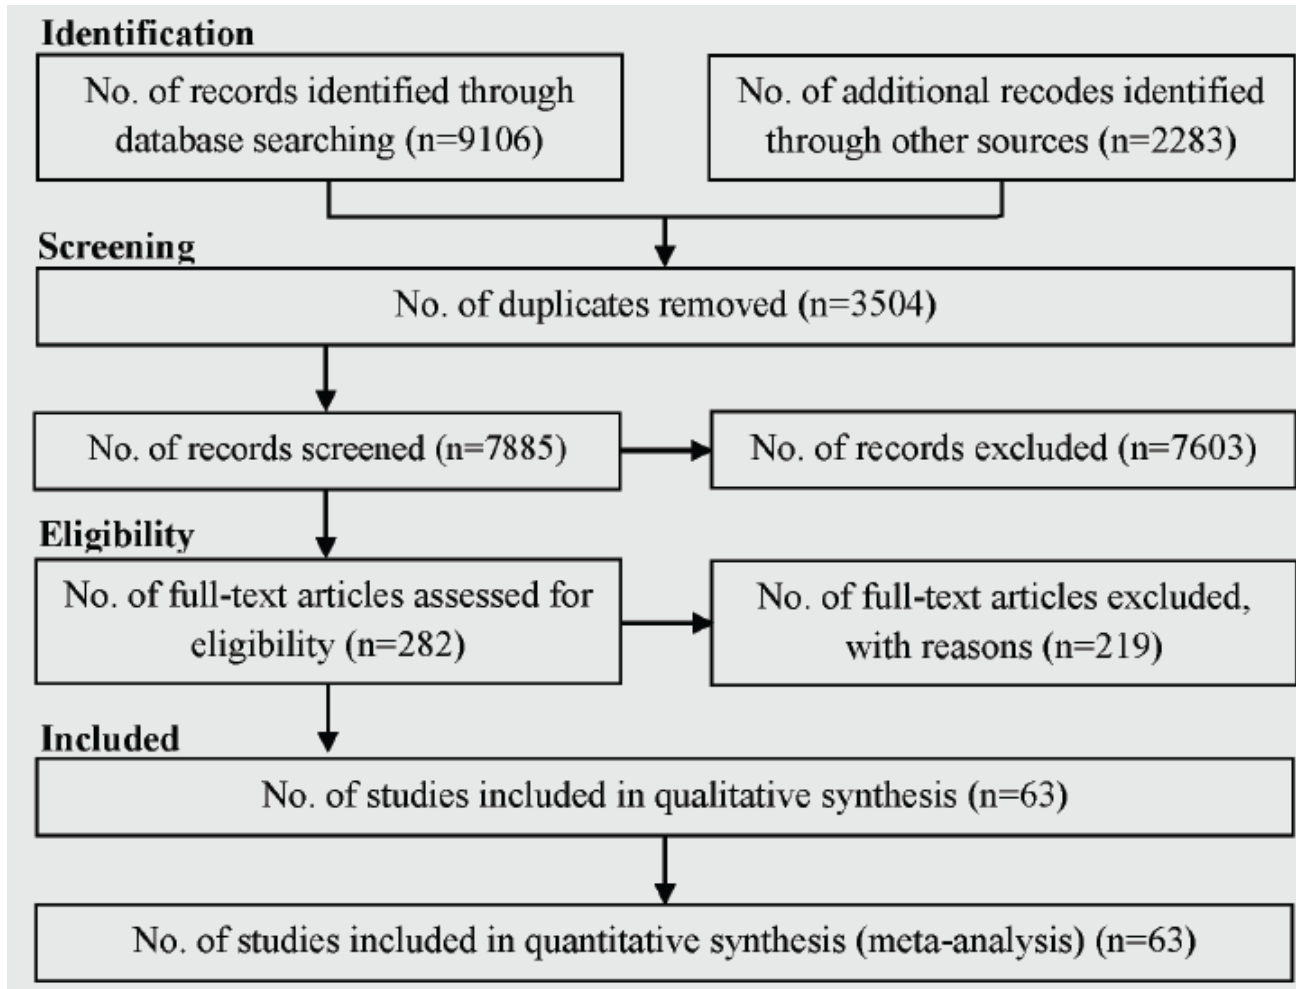 Identification
No. of records identified through
database searching (n=9106)
No. of additional recodes identified
through other sources (n=2283)
Screening
No. of duplicates removed (n=3504)
No. of records screened (n=7885)
No. of records excluded (n=7603)
Eligibility
No. of full-text articles assessed for
eligibility (n=282)
No. of full-text articles excluded,
with reasons (n=219)
Included
No. of studies included in qualitative synthesis (n=63)
No. of studies included in quantitative synthesis (meta-analysis) (n=63)